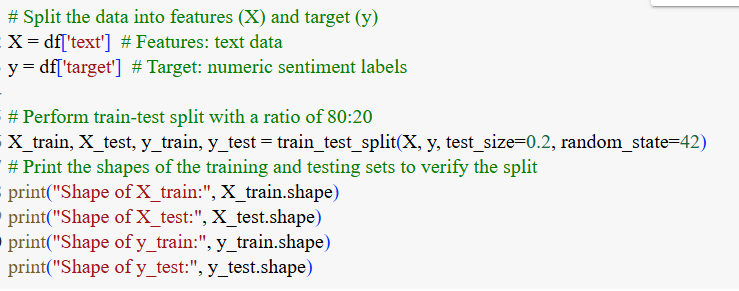 # Split the data into features (X) and target (y)
X = df['text']  # Features: text data
y = df['target']  # Target: numeric sentiment labels
# Perform train-test split with a ratio of 80:20
X_train, X_test, y_train, y_test = train_test_split(X, y, test_size=0.2, random_state=42)
# Print the shapes of the training and testing sets to verify the split
print("Shape of X_train:", X_train.shape)
print("Shape of X_test:", X_test.shape)
print("Shape of y_train:", y_train.shape)
print("Shape of y_test:", y_test.shape)